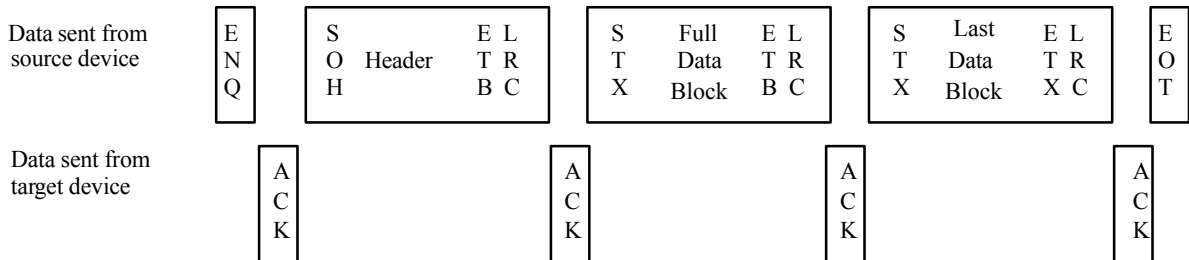 Data sent from
source device
E
N
Q
S
O
H
Header
E L
T R
B C
S
T
X
Full
Data
Block
E L
T R
B C
S
T
X
Last
Data
Block
E L
T R
X C
E
O
T
Data sent from
target device
A
C
K
A
C
K
A
C
K
A
C
K